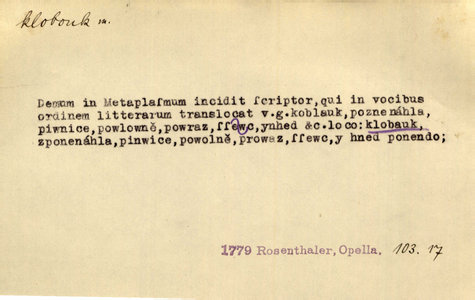 klobouk m.
Demum in Metaplaſmum incidit ſcriptor,qui in vocibus
ordinem litterarum translocat v.g.koblauk,poznenáhla,
piwnice,powlowně,powraz,ſſewc,ynhed &c.loco:klobauk,
zponenáhla,pinwice,powolně,prowaz,ſſewc,y hned ponendo;
1779 Rosenthaler, Opella, 103. 17